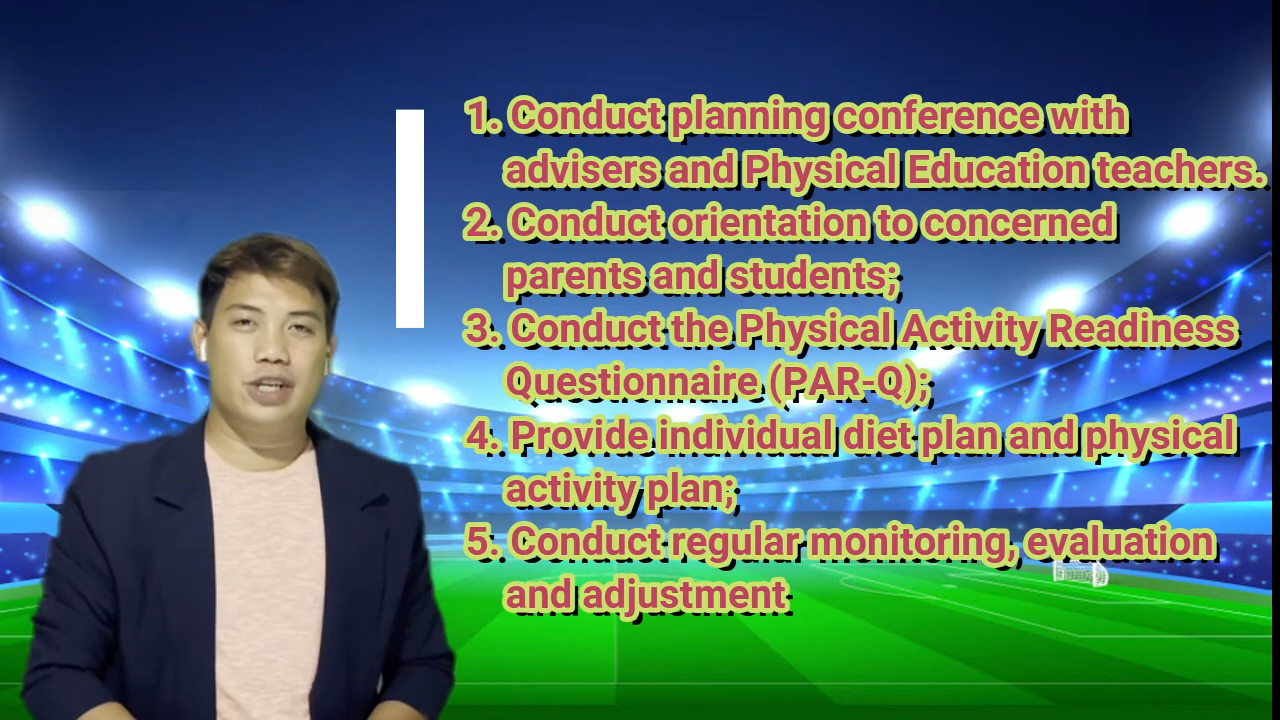 1. Conduct planning conference with
advisers and Physical Education teachers.
2. Conduct orientation to concerned
parents and students;
3. Conduct the Physical Activity Readiness
Questionnaire (PAR-Q);
4. Provide individual diet plan and physical
activity plan;
5. Conduct regular monitoring, evaluation
and adjustment